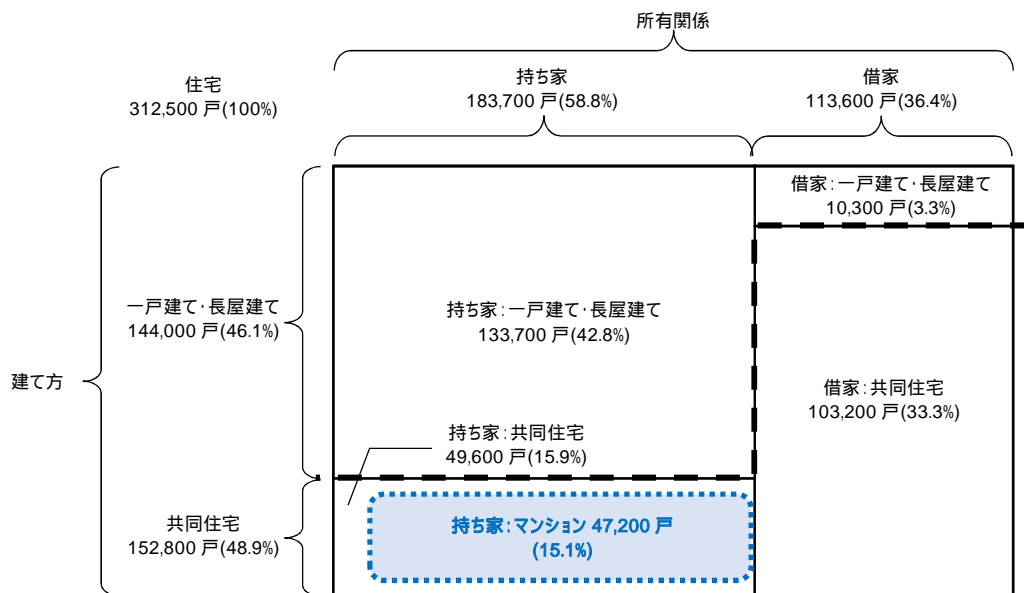 所有関係
住宅
312,500 戸(100%)
持ち家
183,700 戸(58.8%)
借家
113,600 戸(36.4%)
借家：一戸建て・長屋建て
10,300 戸(3.3%)
一戸建て・長屋建て
144,000 戸(46.1%)
持ち家：一戸建て・長屋建て
133,700 戸(42.8%)
建て方
借家：共同住宅
103,200 戸(33.3%)
持ち家：共同住宅
49,600 戸(15.9%)
共同住宅
152,800 戸(48.9%)
持ち家：マンション 47,200 戸
(15.1%)